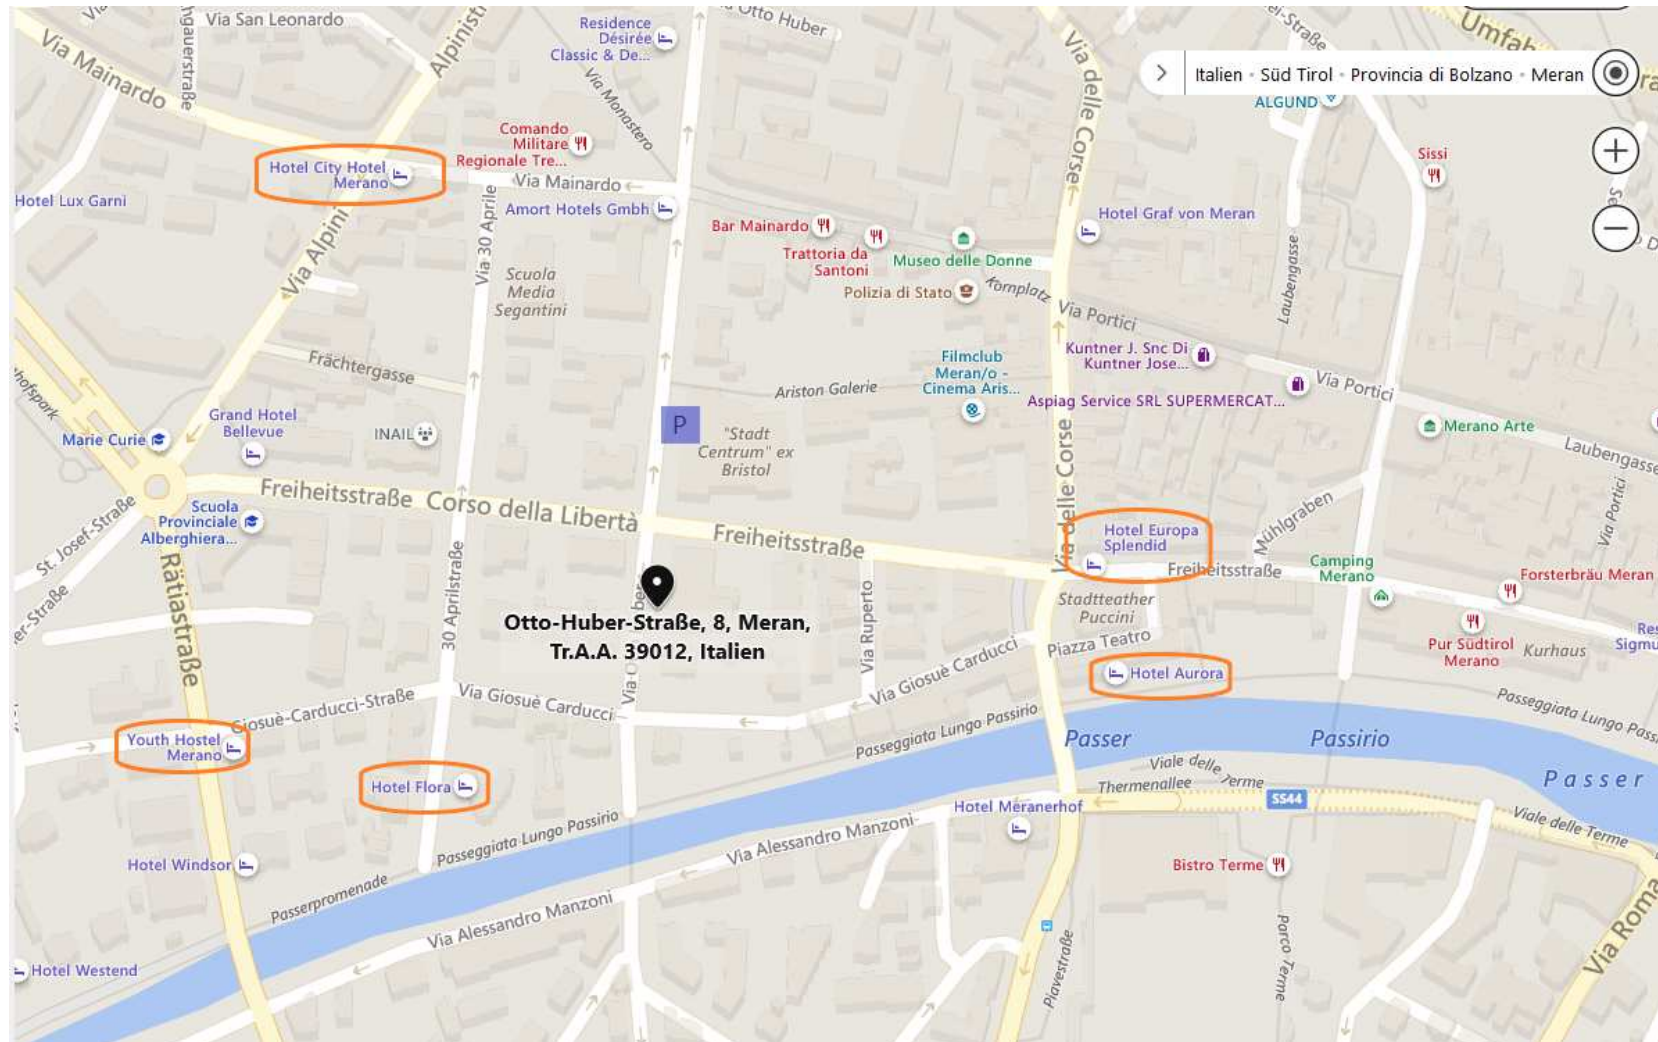 Via San Leonardo
Otto Huber
Residence
Désirée
Classic & De...
Via Mainardo
Via Monastero
Via delle Corse
Italien · Süd Tirol · Provincia di Bolzano · Meran
ALGUND
Comando
Militare
Regionale Tre...
Sissi
Hotel City Hotel
Merano
Via Mainardo
Hotel Lux Garni
Amort Hotels Gmbh
Via Alpini
Via 30 Aprile
Bar Mainardo
Trattoria da
Santoni
Museo delle Donne
Hotel Graf von Meran
Polizia di Stato
Kornplatz
Via Portici
Laubengasse
Scuola
Media
Segantini
Frächtergasse
Ariston Galerie
Filmclub
Meran/o -
Cinema Aris...
Kuntner J. Snc Di
Kuntner Jose...
Aspiag Service SRL SUPERMERCAT...
Via Portici
Merano Arte
Laubengasse
Via Portici
Grand Hotel
Bellevue
Marie Curie
INAIL
P
"Stadt
Centrum" ex
Bristol
Via delle Corse
Freiheitsstraße Corso della Libertà
Freiheitsstraße
Scuola
Provinciale
Alberghiera...
St. Josef-Straße
Rätiastraße
30 Aprilstraße
Hotel Europa
Splendid
Freiheitsstraße
Mühlgraben
Camping
Merano
Forsterbräu Meran
Pur Südtirol
Merano
Kurhaus
Stadtteather
Puccini
Piazza Teatro
Otto-Huber-Straße, 8, Meran,
Tr.A.A. 39012, Italien
Via Ruperto
Hotel Aurora
Giosuè-Carducci-Straße
Via Giosuè Carducci
Via Giosuè Carducci
Passeggiata Lungo Passirio
Passeggiata Lungo Pass
Youth Hostel
Merano
Hotel Flora
Passer
Passirio
Passer
Viale delle Terme
Thermenallee
SS44
Viale delle Terme
Hotel Meranerhof
Passeggiata Lungo Passirio
Via Alessandro Manzoni
Hotel Windsor
Passerpromenade
Via Alessandro Manzoni
Bistro Terme
Hotel Westend
Piavestraße
Parco Terme
Via Roma